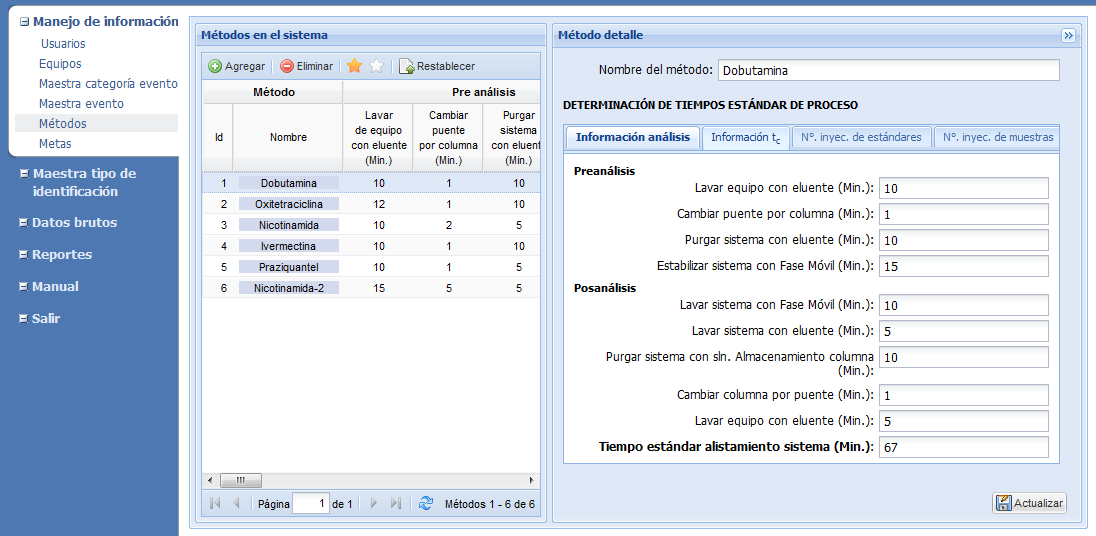 Manejo de información
Usuarios
Equipos
Maestra categoría evento
Maestra evento
Métodos
Metas
Maestra tipo de
identificación
Datos brutos
Reportes
Manual
Salir
Métodos en el sistema
Agregar Eliminar Restablecer
Método Pre análisis
Id Nombre Lavar de equipo con eluente (Min.) Cambiar puente por columna (Min.) Purgar sistema con eluent (Min.)
1 Dobutamina 10 1 10
2 Oxitetraciclina 12 1 10
3 Nicotinamida 10 2 5
4 Ivermectina 10 1 10
5 Praziquantel 10 1 5
6 Nicotinamida-2 15 5 5
Página 1 de 1 Métodos 1 - 6 de 6
Método detalle
Nombre del método: Dobutamina
DETERMINACIÓN DE TIEMPOS ESTÁNDAR DE PROCESO
Información análisis Información tc Nº. inyec. de estándares Nº. inyec. de muestras
Preanálisis
Lavar equipo con eluente (Min.): 10
Cambiar puente por columna (Min.): 1
Purgar sistema con eluente (Min.): 10
Estabilizar sistema con Fase Móvil (Min.): 15
Posanálisis
Lavar sistema con Fase Móvil (Min.): 10
Lavar sistema con eluente (Min.): 5
Purgar sistema con sln. Almacenamiento columna
(Min.): 10
Cambiar columna por puente (Min.): 1
Lavar equipo con eluente (Min.): 5
Tiempo estándar alistamiento sistema (Min.): 67
Actualizar